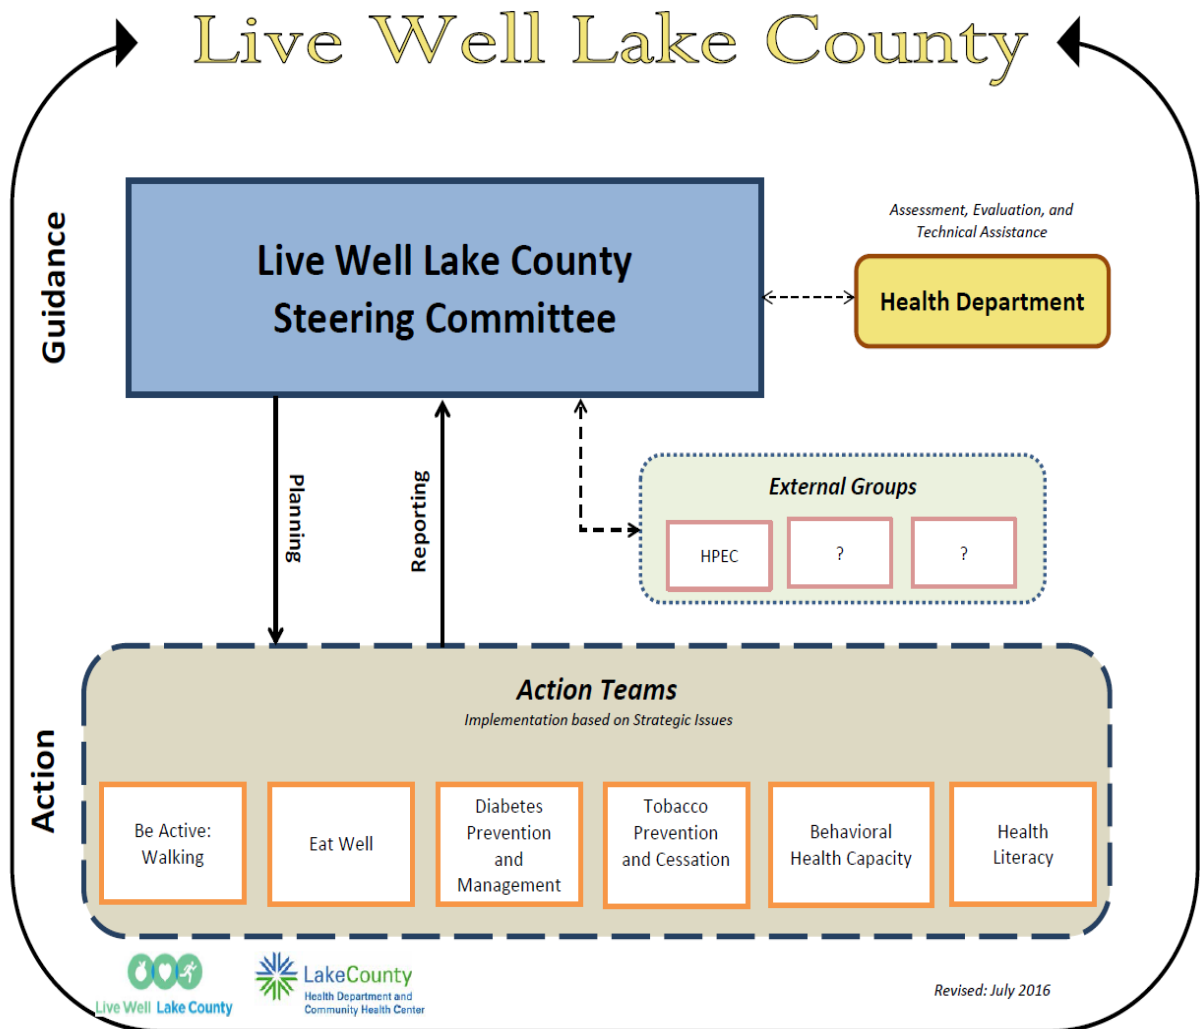 Live Well Lake County
Guidance
Live Well Lake County
Steering Committee
Assessment, Evaluation, and
Technical Assistance
Health Department
Planning
Reporting
External Groups
HPEC
?
?
Action
Action Teams
Implementation based on Strategic Issues
Be Active:
Walking
Eat Well
Diabetes
Prevention
and
Management
Tobacco
Prevention
and Cessation
Behavioral
Health Capacity
Health
Literacy
Live Well Lake County
LakeCounty
Health Department and
Community Health Center
Revised: July 2016